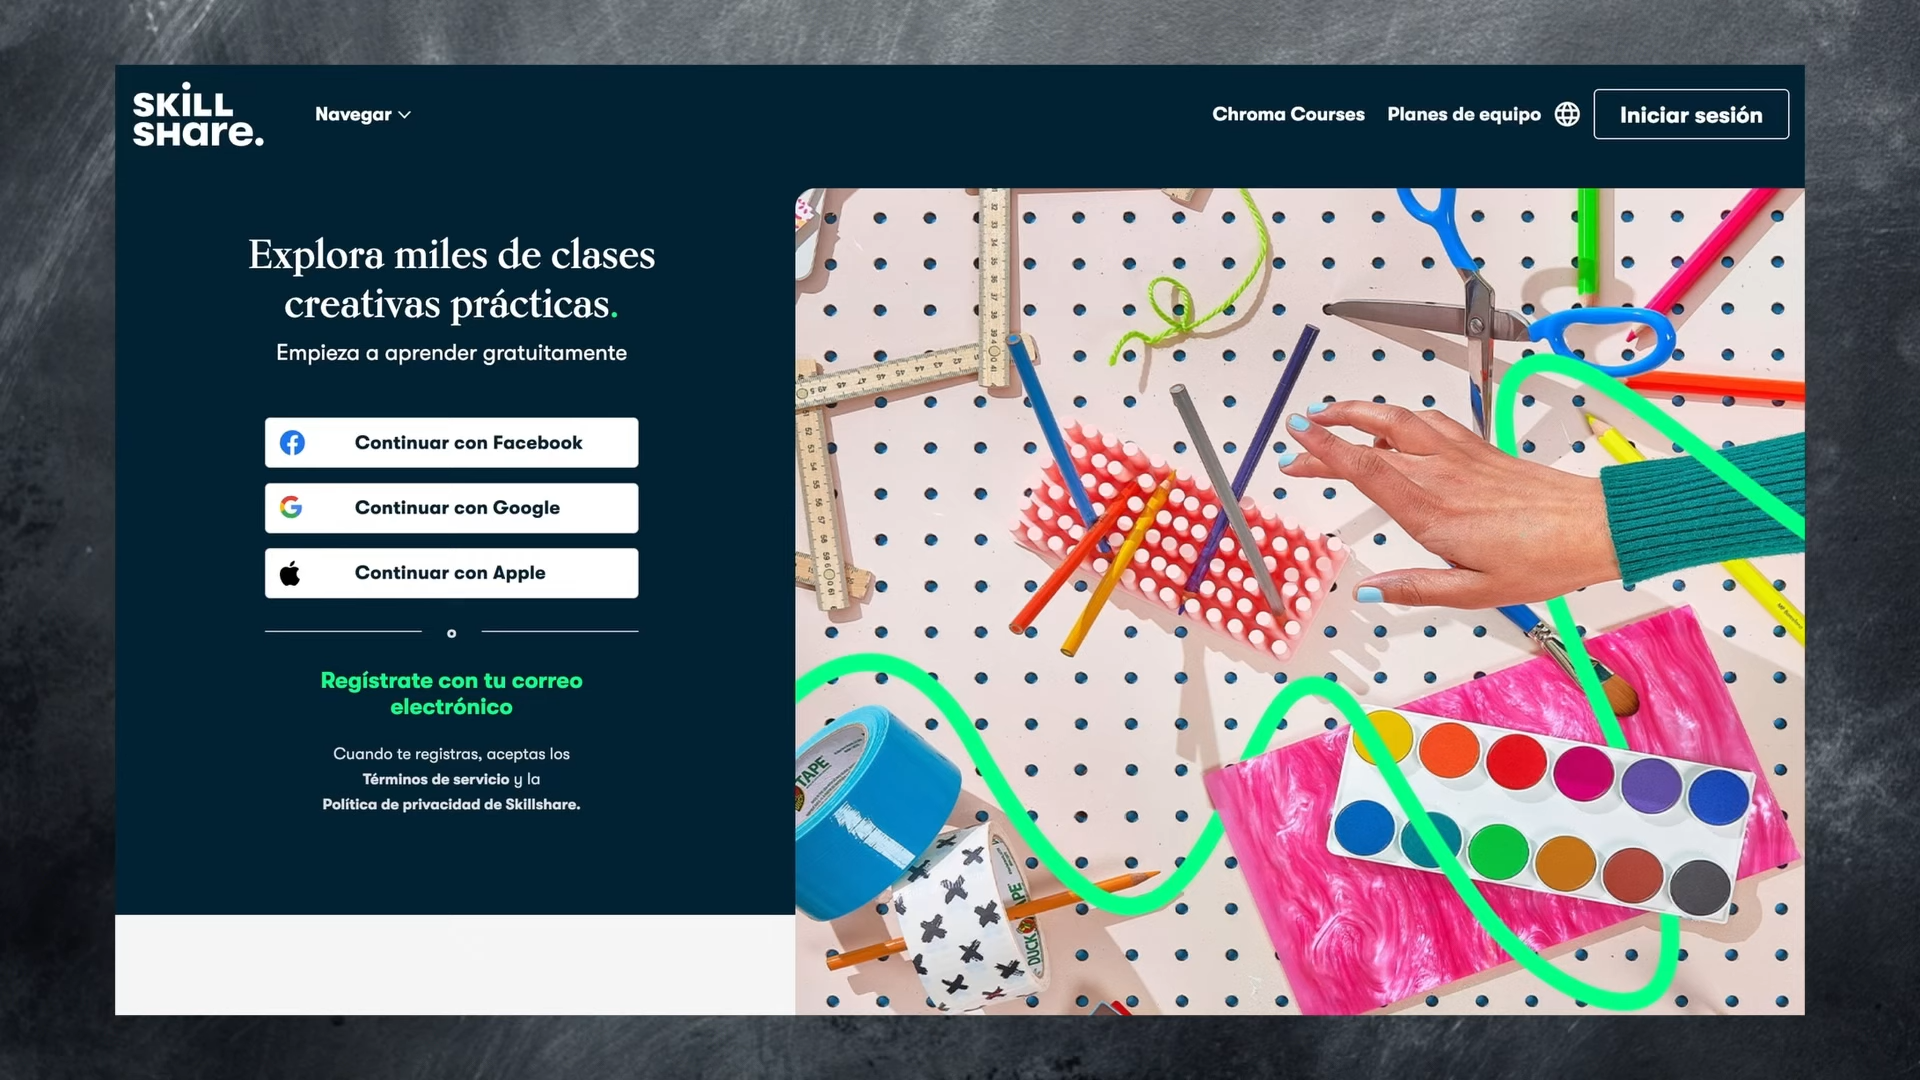 SKILL
SHare.
Navegar
Chroma Courses
Planes de equipo
Iniciar sesión
Explora miles de clases
creativas prácticas.
Empieza a aprender gratuitamente
Continuar con Facebook
Continuar con Google
Continuar con Apple
o
Regístrate con tu correo
electrónico
Cuando te registras, aceptas los
Términos de servicio y la
Política de privacidad de Skillshare.
TAPE
DUCK TAPE